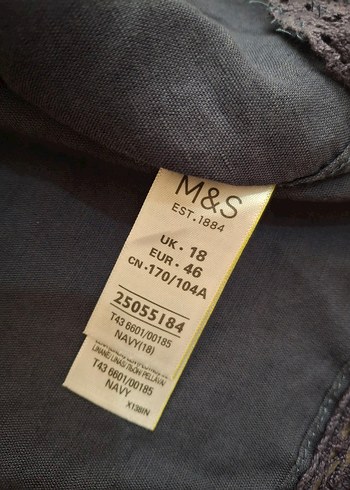 M&S
EST.1884
UK · 18
EUR · 46
CN · 170/104A
25055184
T43 6601/00185
NAVY(18)
T43 6601/00185
NAVY